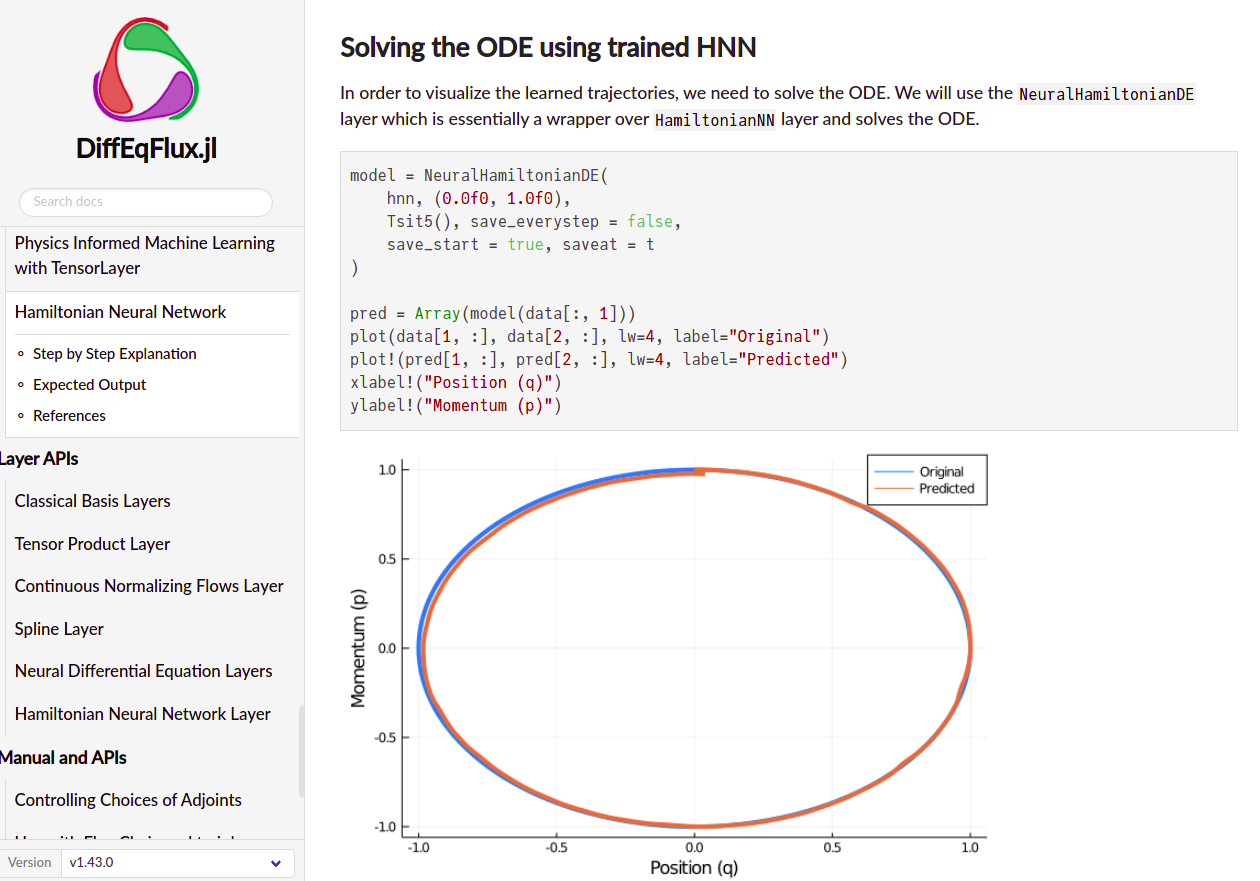 DiffEqFlux.jl
Search docs
Physics Informed Machine Learning
with TensorLayer
Hamiltonian Neural Network
Step by Step Explanation
Expected Output
References
Layer APIs
Classical Basis Layers
Tensor Product Layer
Continuous Normalizing Flows Layer
Spline Layer
Neural Differential Equation Layers
Hamiltonian Neural Network Layer
Manual and APIs
Controlling Choices of Adjoints
Version v1.43.0
Solving the ODE using trained HNN
In order to visualize the learned trajectories, we need to solve the ODE. We will use the NeuralHamiltonianDE
layer which is essentially a wrapper over HamiltonianNN layer and solves the ODE.
model = NeuralHamiltonianDE(
    hnn, (0.0f0, 1.0f0),
    Tsit5(), save_everystep = false,
    save_start = true, saveat = t
)
pred = Array(model(data[:, 1]))
plot(data[1, :], data[2, :], lw=4, label="Original")
plot!(pred[1, :], pred[2, :], lw=4, label="Predicted")
xlabel!("Position (q)")
ylabel!("Momentum (p)")
Original
Predicted
1.0
0.5
0.0
-0.5
-1.0
Momentum (p)
-1.0 -0.5 0.0 0.5 1.0
Position (q)